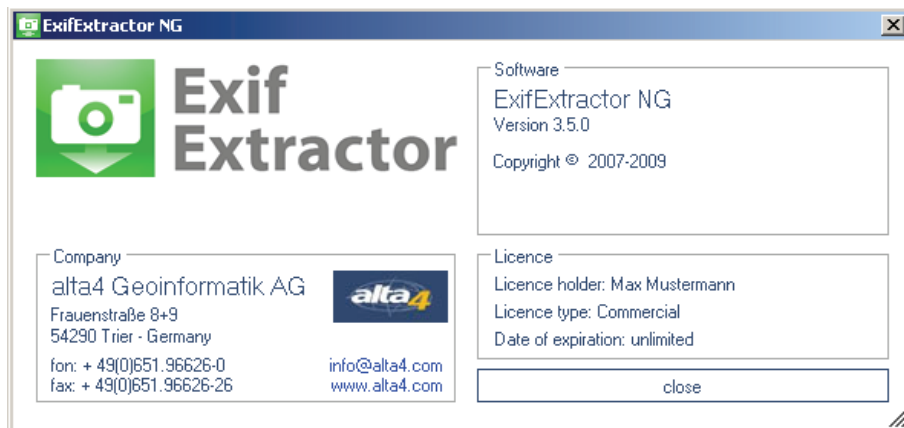 ExifExtractor NG
Exif
Extractor
Software
ExifExtractor NG
Version 3.5.0
Copyright © 2007-2009
Company
alta4 Geoinformatik AG
alta4
Frauenstraße 8+9
54290 Trier - Germany
fon: + 49(0)651.96626-0 info@alta4.com
fax: + 49(0)651.96626-26 www.alta4.com
Licence
Licence holder: Max Mustermann
Licence type: Commercial
Date of expiration: unlimited
close